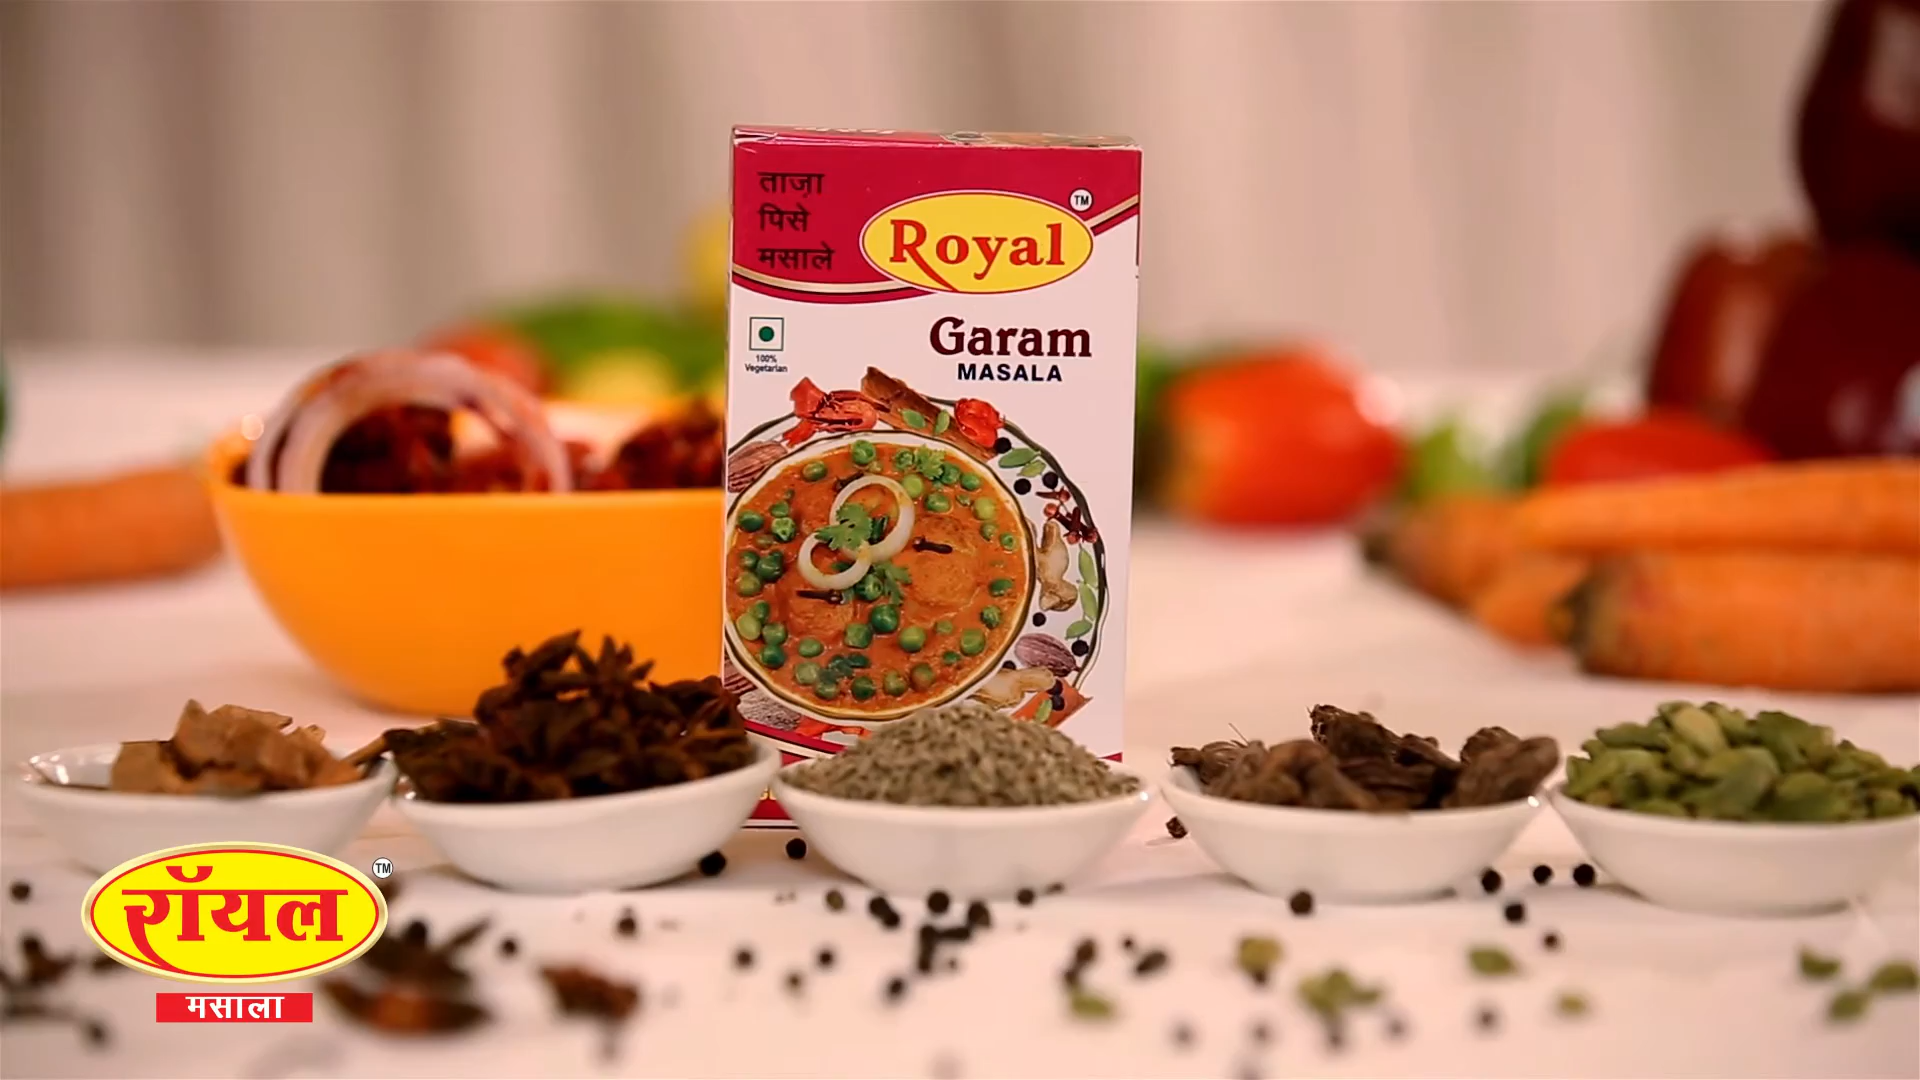 ताज़ा
पिसे
मसाले
Royal
TM
100%
Vegetarian
Garam
MASALA
रॉयल
TM
मसाला